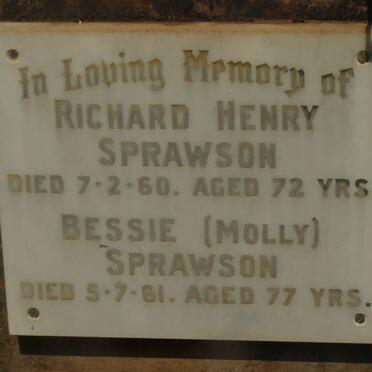 In Loving Memory of
RICHARD HENRY
SPRAWSON
DIED 7·2·60. AGED 72 YRS
BESSIE (MOLLY)
SPRAWSON
DIED 5·7·61. AGED 77 YRS.